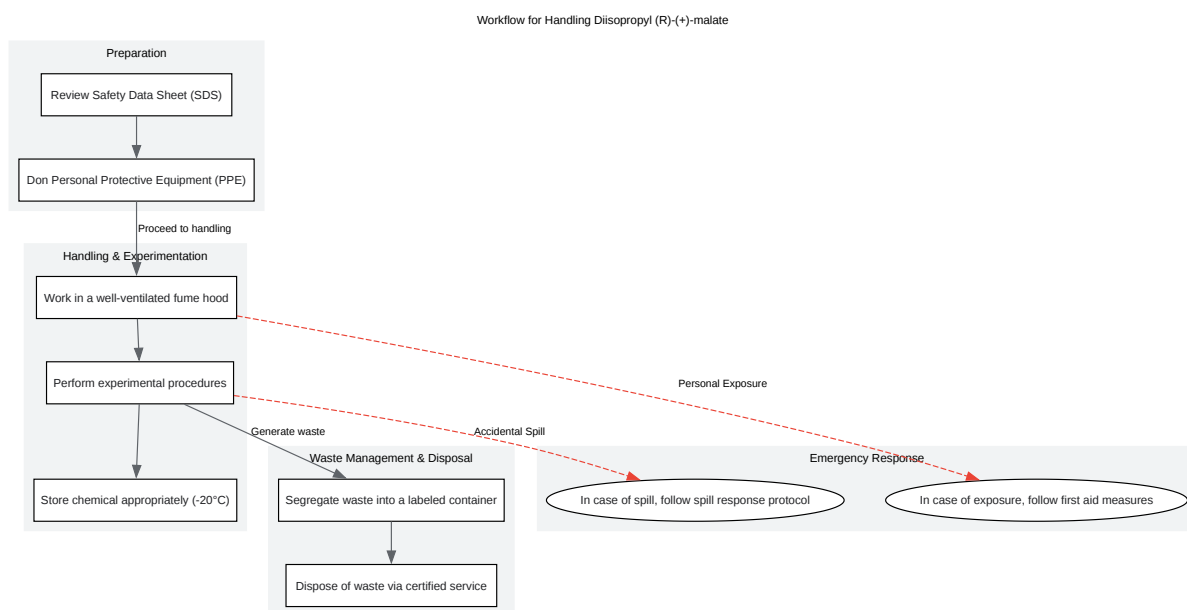 Workflow for Handling Diisopropyl (R)-(+)-malate
Preparation
Review Safety Data Sheet (SDS)
Don Personal Protective Equipment (PPE)
Proceed to handling
Handling & Experimentation
Work in a well-ventilated fume hood
Perform experimental procedures
Personal Exposure
Generate waste
Accidental Spill
Store chemical appropriately (-20°C)
Waste Management & Disposal
Segregate waste into a labeled container
Dispose of waste via certified service
Emergency Response
In case of spill, follow spill response protocol
In case of exposure, follow first aid measures